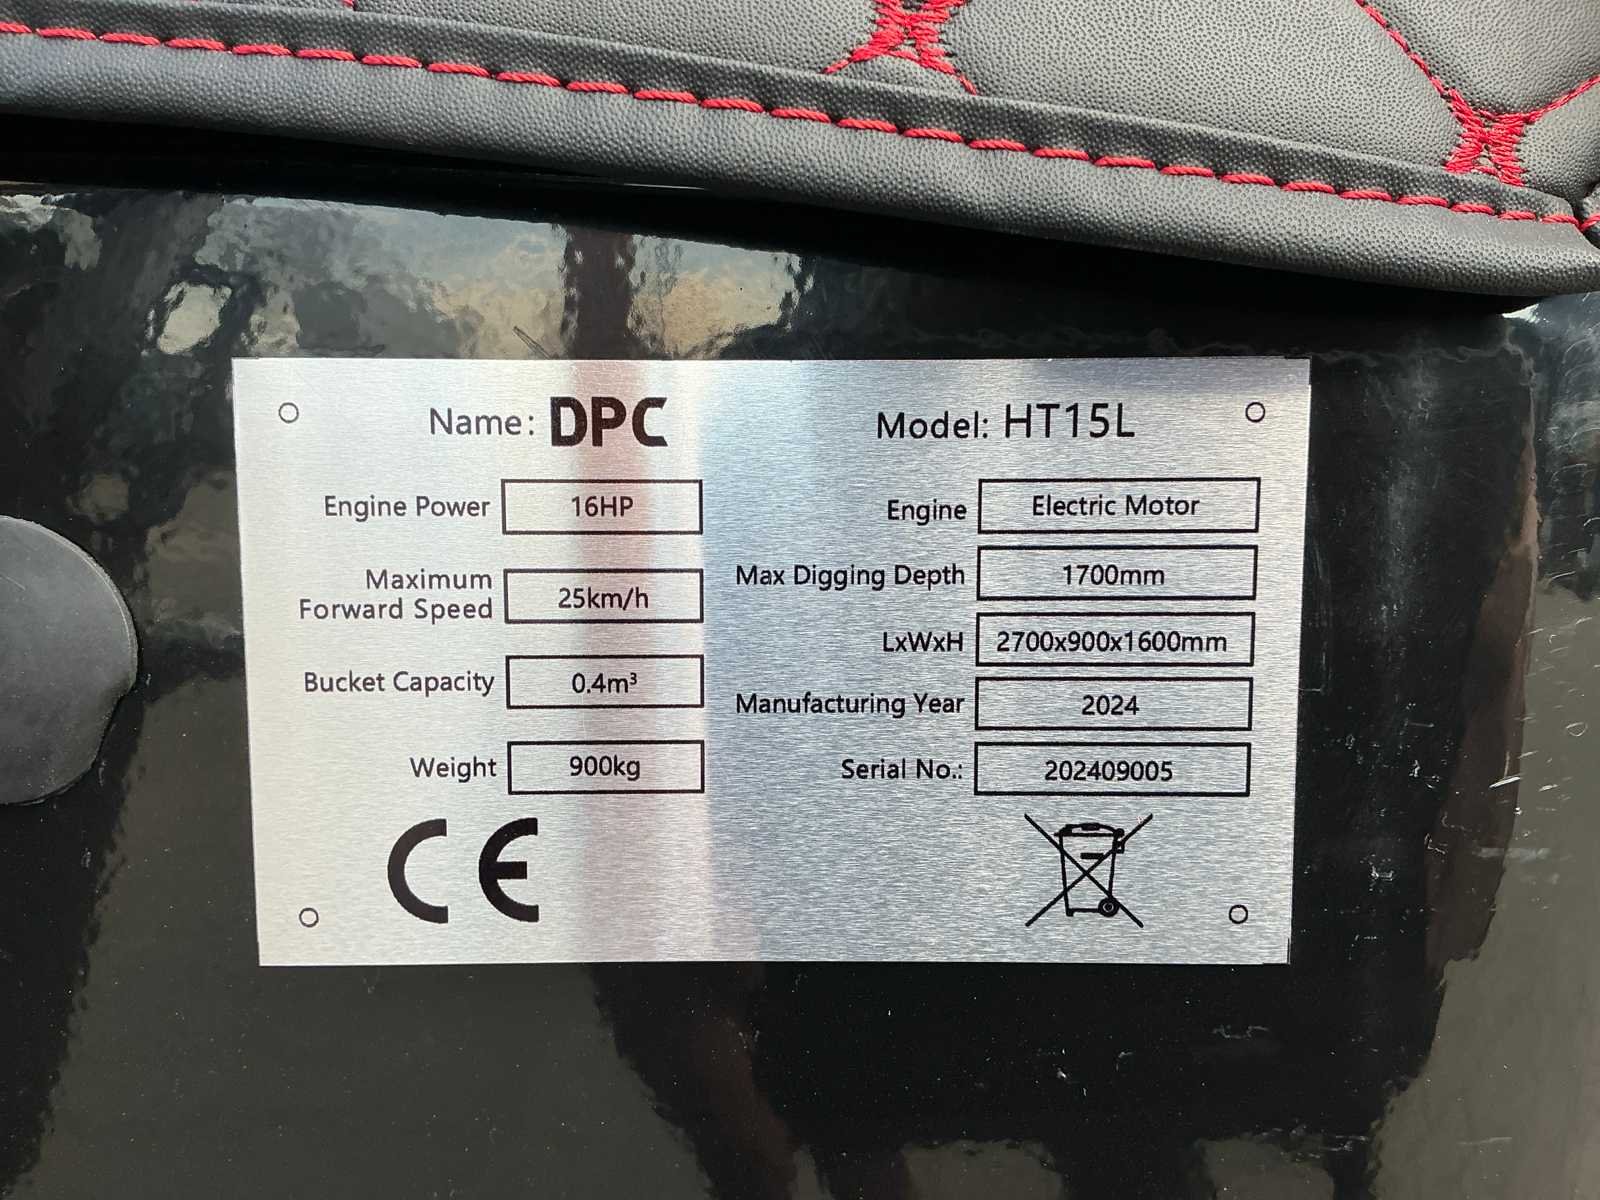 Name: DPC
Model: HT15L
Engine Power 16HP
Maximum
Forward Speed 25km/h
Bucket Capacity 0.4m³
Weight 900kg
Engine Electric Motor
Max Digging Depth 1700mm
LxWxH 2700x900x1600mm
Manufacturing Year 2024
Serial No.: 202409005
CE